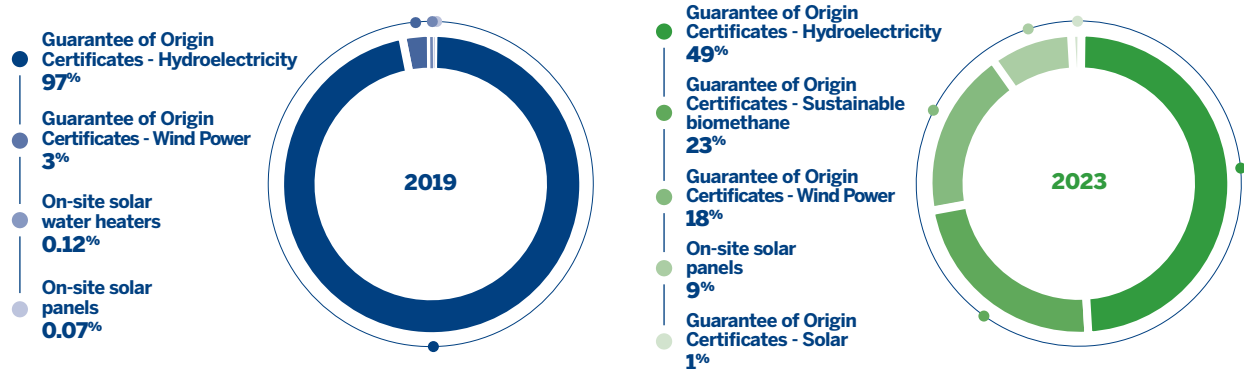 Guarantee of Origin
Certificates - Hydroelectricity
97%
Guarantee of Origin
Certificates - Wind Power
3%
On-site solar
water heaters
0.12%
On-site solar
panels
0.07%
2019
Guarantee of Origin
Certificates - Hydroelectricity
49%
Guarantee of Origin
Certificates - Sustainable
biomethane
23%
Guarantee of Origin
Certificates - Wind Power
18%
On-site solar
panels
9%
Guarantee of Origin
Certificates - Solar
1%
2023